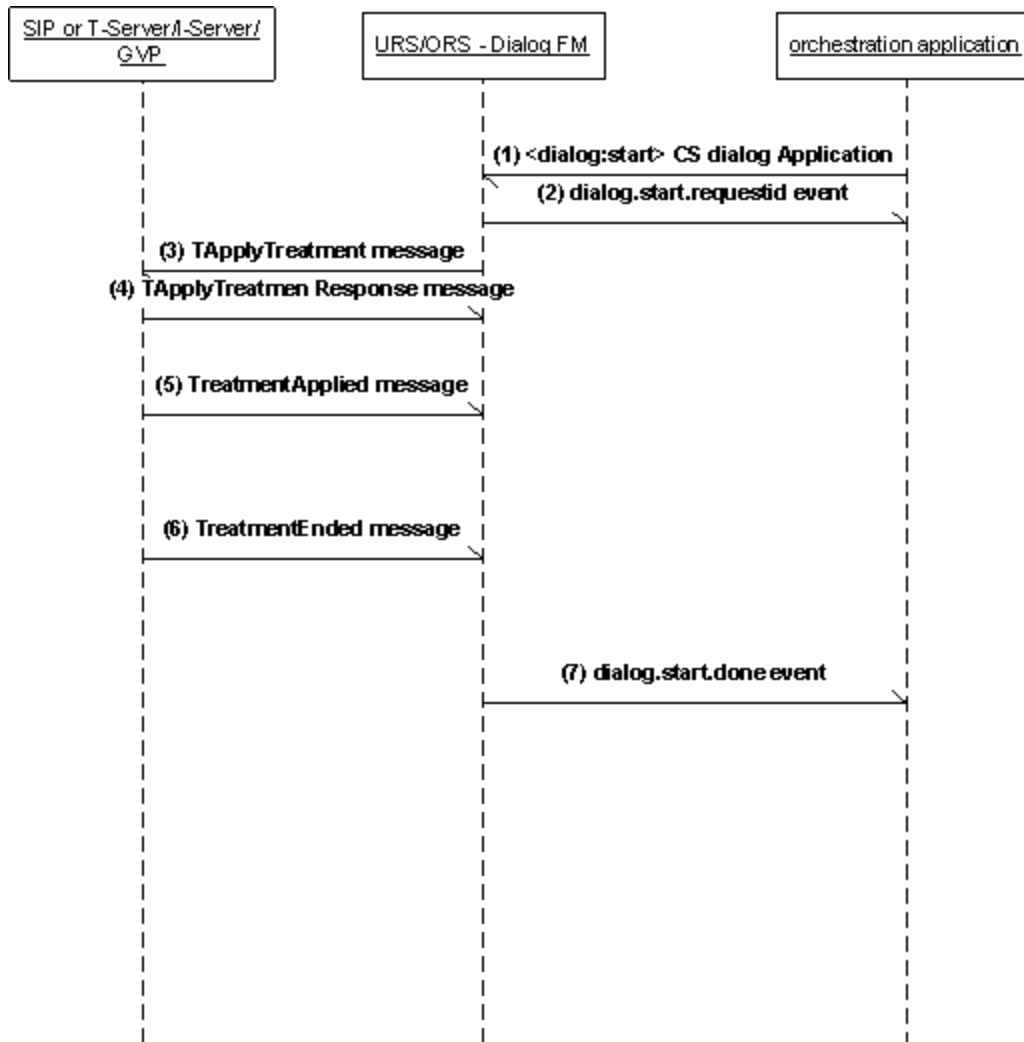 SIP or T-Server/I-Server/
GVP
URS/ORS - Dialog FM
orchestration application
(1) <dialog:start> CS dialog Application
(2) dialog.start.requestid event
(3) TApplyTreatment message
(4) TApplyTreatmen Response message
(5) TreatmentApplied message
(6) TreatmentEnded message
(7) dialog.start.done event